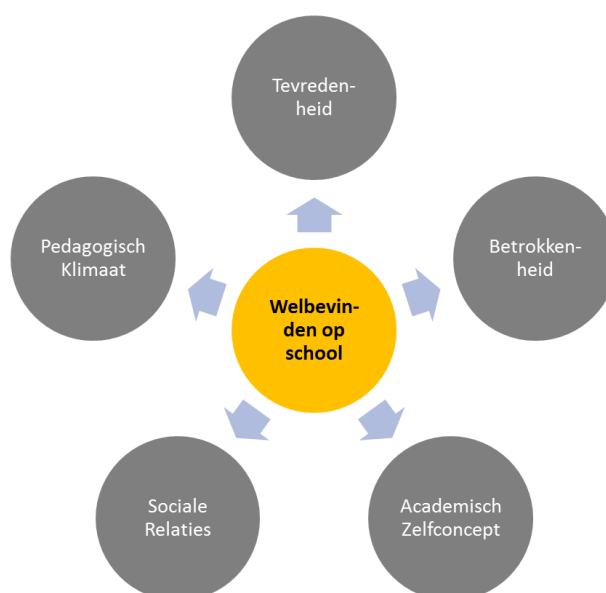 Tevreden-
heid
Pedagogisch
Klimaat
Betrokken-
heid
Welbevin-
den op
school
Sociale
Relaties
Academisch
Zelfconcept